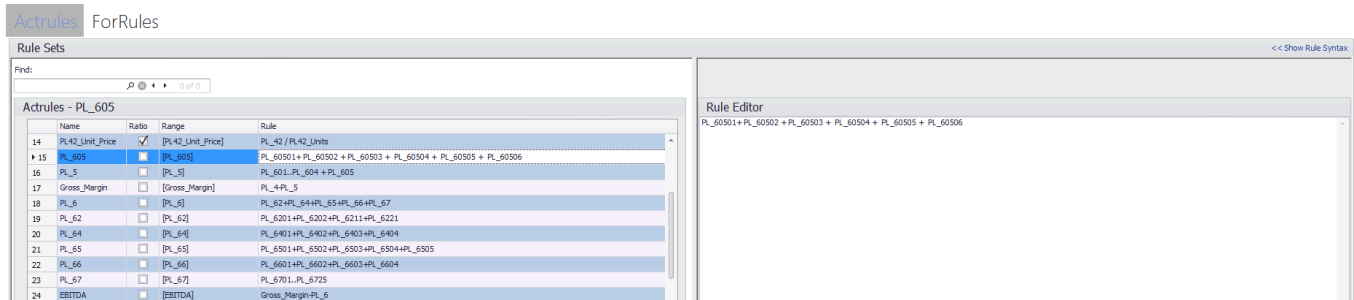 Actrules ForRules
Rule Sets << Show Rule Syntax
Find:
0 of 0
Actrules - PL_605 Rule Editor
Name Ratio Range Rule
PL_60501+ PL_60502 + PL_60503 + PL_60504 + PL_60505 + PL_60506
14 PL42_Unit_Price [PL42_Unit_Price] PL_42 / PL42_Units
15 PL_605 [PL_605] PL_60501+ PL_60502 + PL_60503 + PL_60504 + PL_60505 + PL_60506
16 PL_5 [PL_5] PL_601..PL_604 + PL_605
17 Gross_Margin [Gross_Margin] PL_4-PL_5
18 PL_6 [PL_6] PL_62+PL_64+PL_65+PL_66+PL_67
19 PL_62 [PL_62] PL_6201+PL_6202+PL_6211+PL_6221
20 PL_64 [PL_64] PL_6401+PL_6402+PL_6403+PL_6404
21 PL_65 [PL_65] PL_6501+PL_6502+PL_6503+PL_6504+PL_6505
22 PL_66 [PL_66] PL_6601+PL_6602+PL_6603+PL_6604
23 PL_67 [PL_67] PL_6701..PL_6725
24 EBITDA [EBITDA] Gross_Margin-PL_6